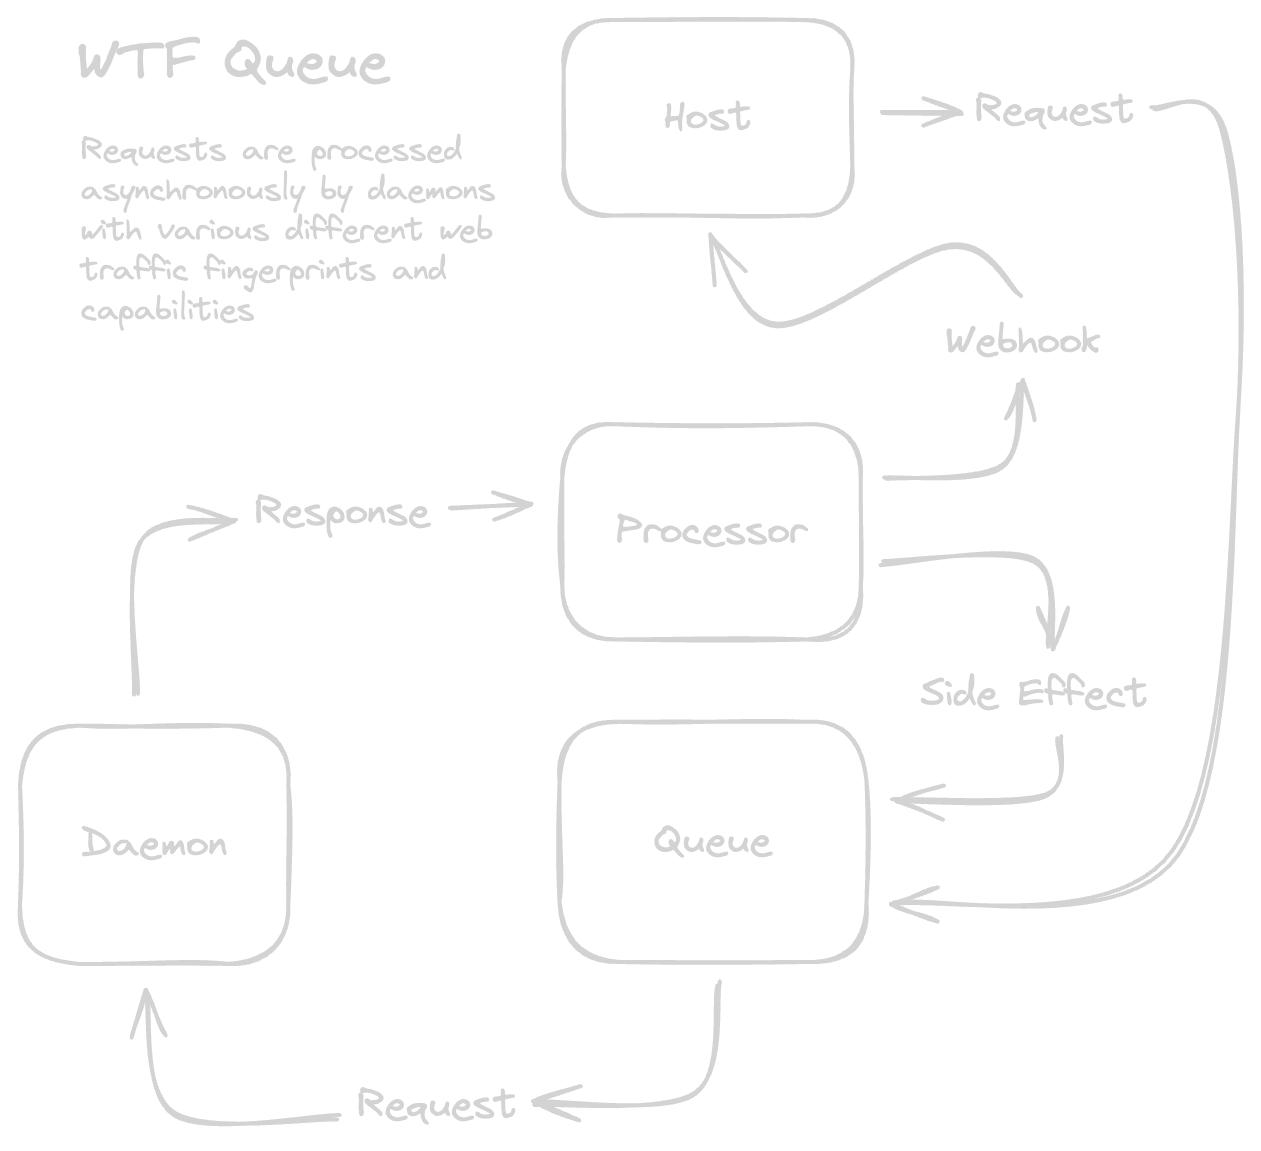 WTF Queue
Requests are processed
asynchronously by daemons
with various different web
traffic fingerprints and
capabilities
Host
Request
Webhook
Response
Processor
Side Effect
Daemon
Queue
Request